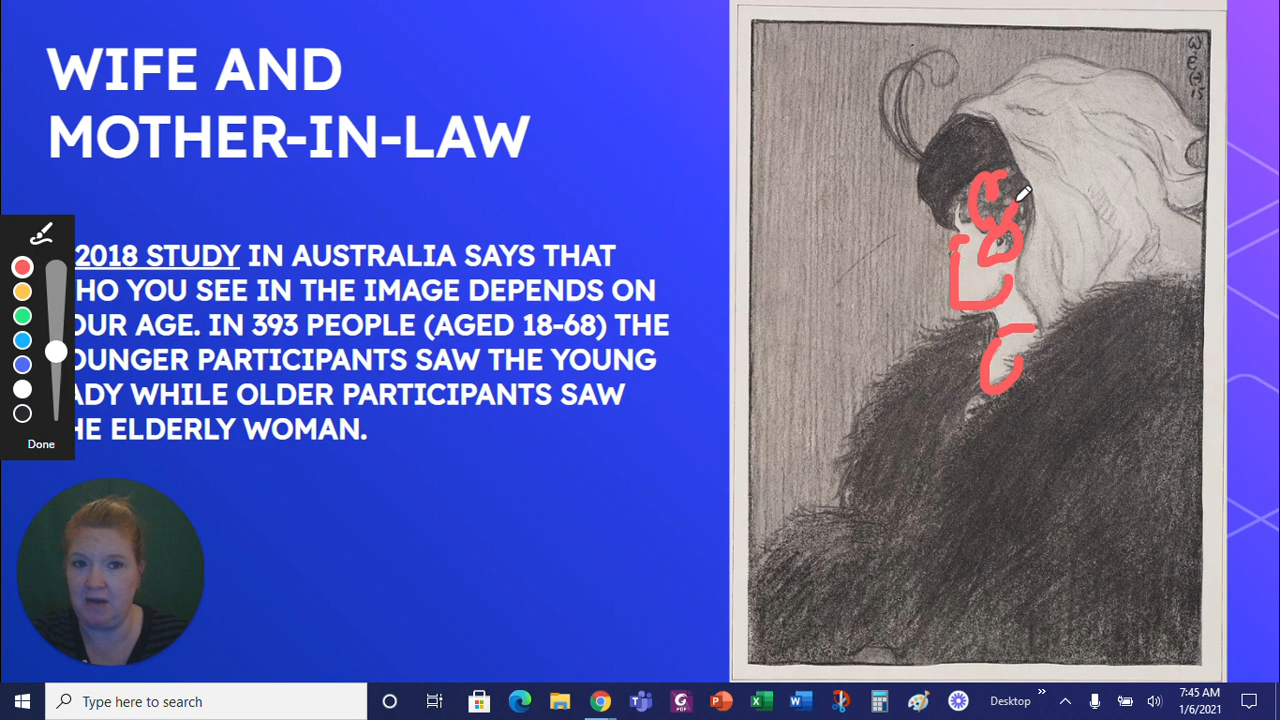 WIFE AND
MOTHER-IN-LAW
2018 STUDY IN AUSTRALIA SAYS THAT
HO YOU SEE IN THE IMAGE DEPENDS ON
OUR AGE. IN 393 PEOPLE (AGED 18-68) THE
OUNGER PARTICIPANTS SAW THE YOUNG
ADY WHILE OLDER PARTICIPANTS SAW
HE ELDERLY WOMAN.
Done
Type here to search
Desktop
7:45 AM
1/6/2021